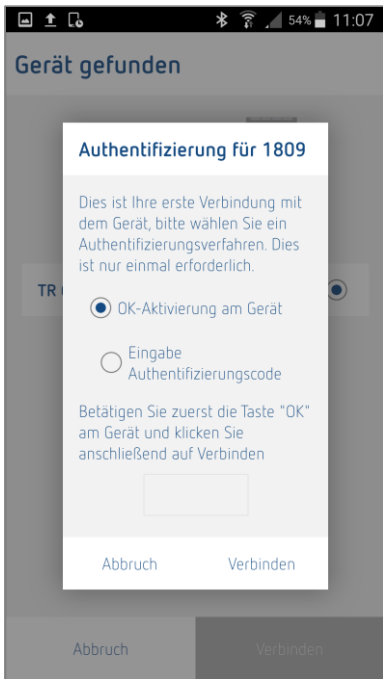 54% 11:07
Gerät gefunden
Authentifizierung für 1809
Dies ist Ihre erste Verbindung mit
dem Gerät, bitte wählen Sie ein
Authentifizierungsverfahren. Dies
ist nur einmal erforderlich.
TR
OK-Aktivierung am Gerät
Eingabe
Authentifizierungscode
Betätigen Sie zuerst die Taste "OK"
am Gerät und klicken Sie
anschließend auf Verbinden
Abbruch Verbinden
Abbruch Verbinden